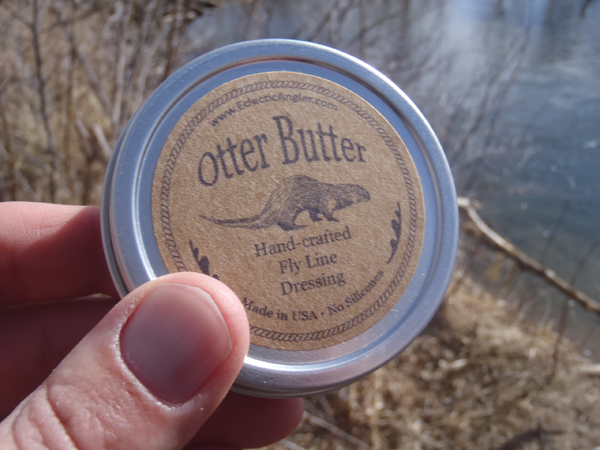 www.EclecticAngler.com
Otter Butter
Hand-crafted
Fly Line
Dressing
Made in USA • No Silicones